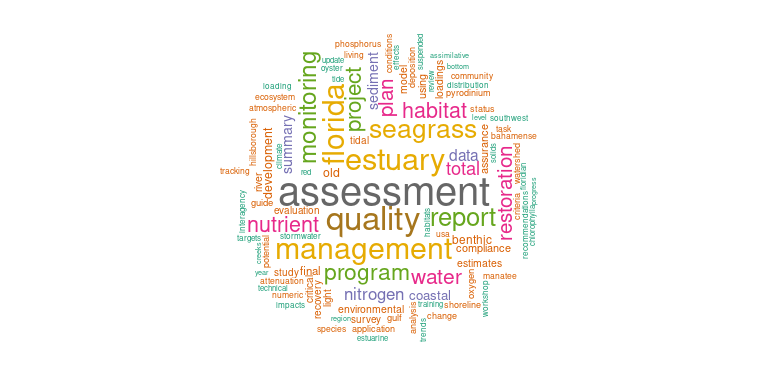 phosphorus
living
update
oyster
tide
monitoring
florida
project
sediment
plan
conditions
effects
model
deposition
suspended
using
review
loadings
assimilative
bottom
community
distribution
pyrodinium
loading
ecosystem
atmospheric
habitat
status
level
southwest
task
bahamense
seagrass
tidal
hillsborough
development
climate
summary
estuary
data
total
assurance
solids
restoration
watershed
floridian
tracking
river
red
old
assessment
guide
evaluation
interagency
nutrient
quality
habitats
report
criteria
recommendations
chlorophylla
progress
targets
stormwater
usa
benthic
compliance
creeks
potential
management
year
study
final
program
water
estimates
oxygen
manatee
attenuation
technical
numeric
critical
recovery
light
nitrogen
coastal
workshop
impacts
environmental
training
shoreline
region
survey
gulf
analysis
trends
change
species
application
estuarine